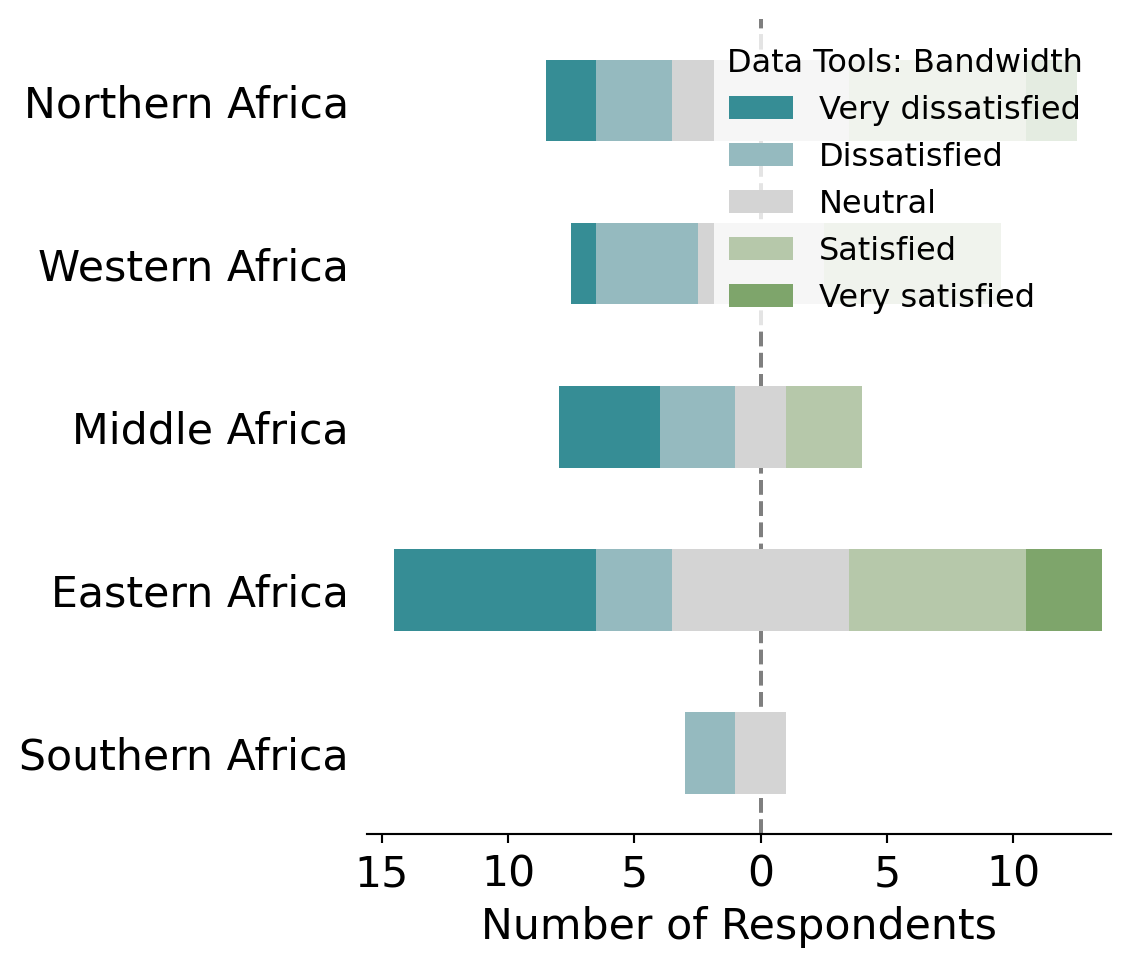 Data Tools: Bandwidth
Very dissatisfied
Dissatisfied
Neutral
Satisfied
Very satisfied
Northern Africa
Western Africa
Middle Africa
Eastern Africa
Southern Africa
15 10 5 0 5 10
Number of Respondents